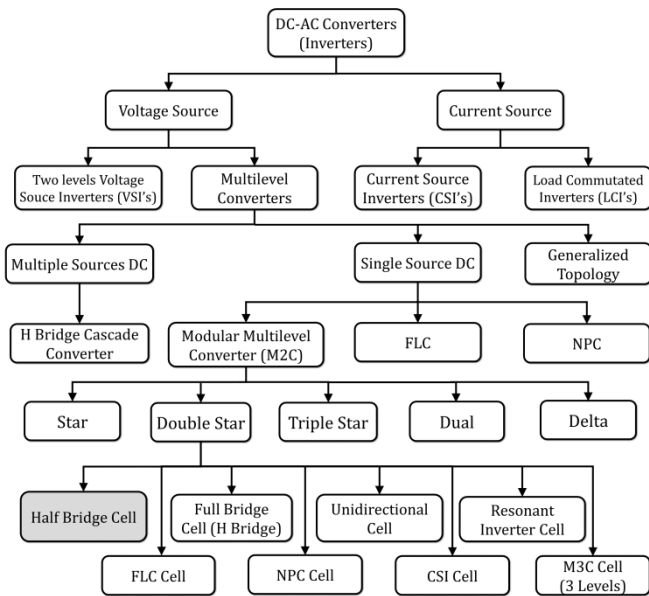 DC-AC Converters
(Inverters)
Voltage Source
Current Source
Two levels Voltage
Souce Inverters (VSI's)
Multilevel
Converters
Current Source
Inverters (CSI's)
Load Commutated
Inverters (LCI's)
Multiple Sources DC
Single Source DC
Generalized
Topology
H Bridge Cascade
Converter
Modular Multilevel
Converter (M2C)
FLC
NPC
Star
Double Star
Triple Star
Dual
Delta
Half Bridge Cell
Full Bridge
Cell (H Bridge)
Unidirectional
Cell
Resonant
Inverter Cell
FLC Cell
NPC Cell
CSI Cell
M3C Cell
(3 Levels)